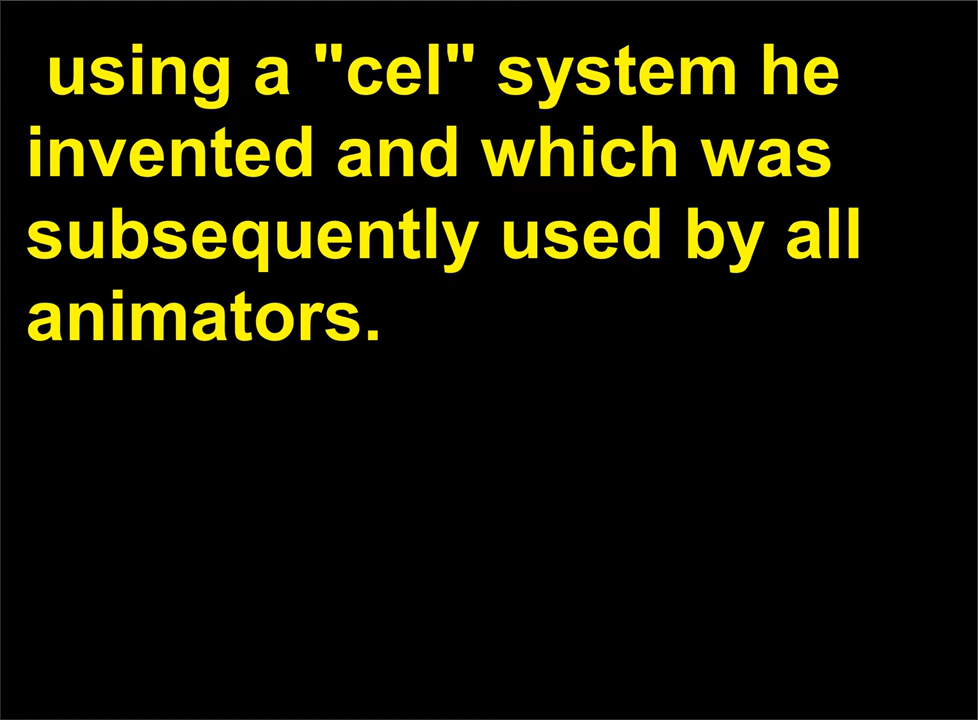 using a "cel" system he
invented and which was
subsequently used by all
animators.